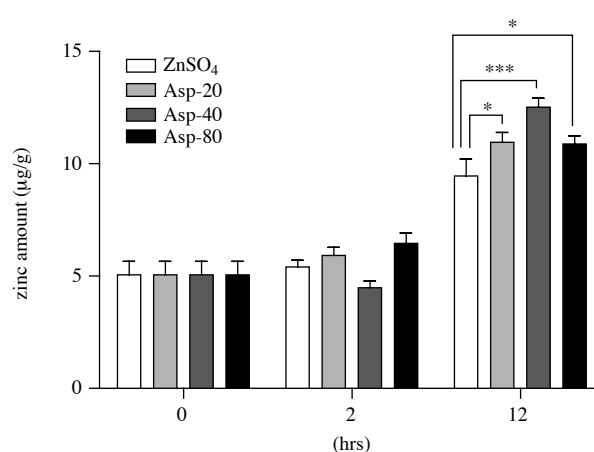 15
10
5
0
zinc amount (µg/g)
ZnSO₄
Asp-20
Asp-40
Asp-80
*
***
*
0
2
12
(hrs)